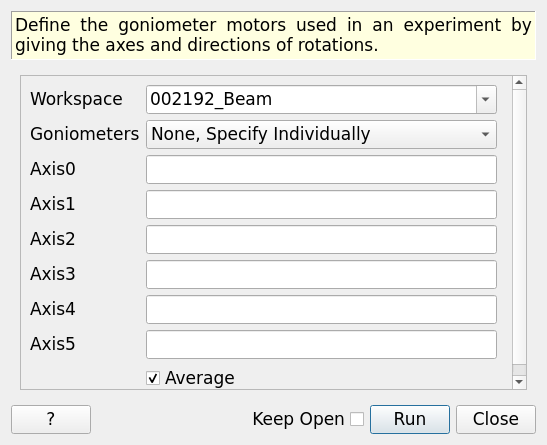 Define the goniometer motors used in an experiment by
giving the axes and directions of rotations.
Workspace 002192_Beam
Goniometers None, Specify Individually
Axis0
Axis1
Axis2
Axis3
Axis4
Axis5
Average
? Keep Open Run Close